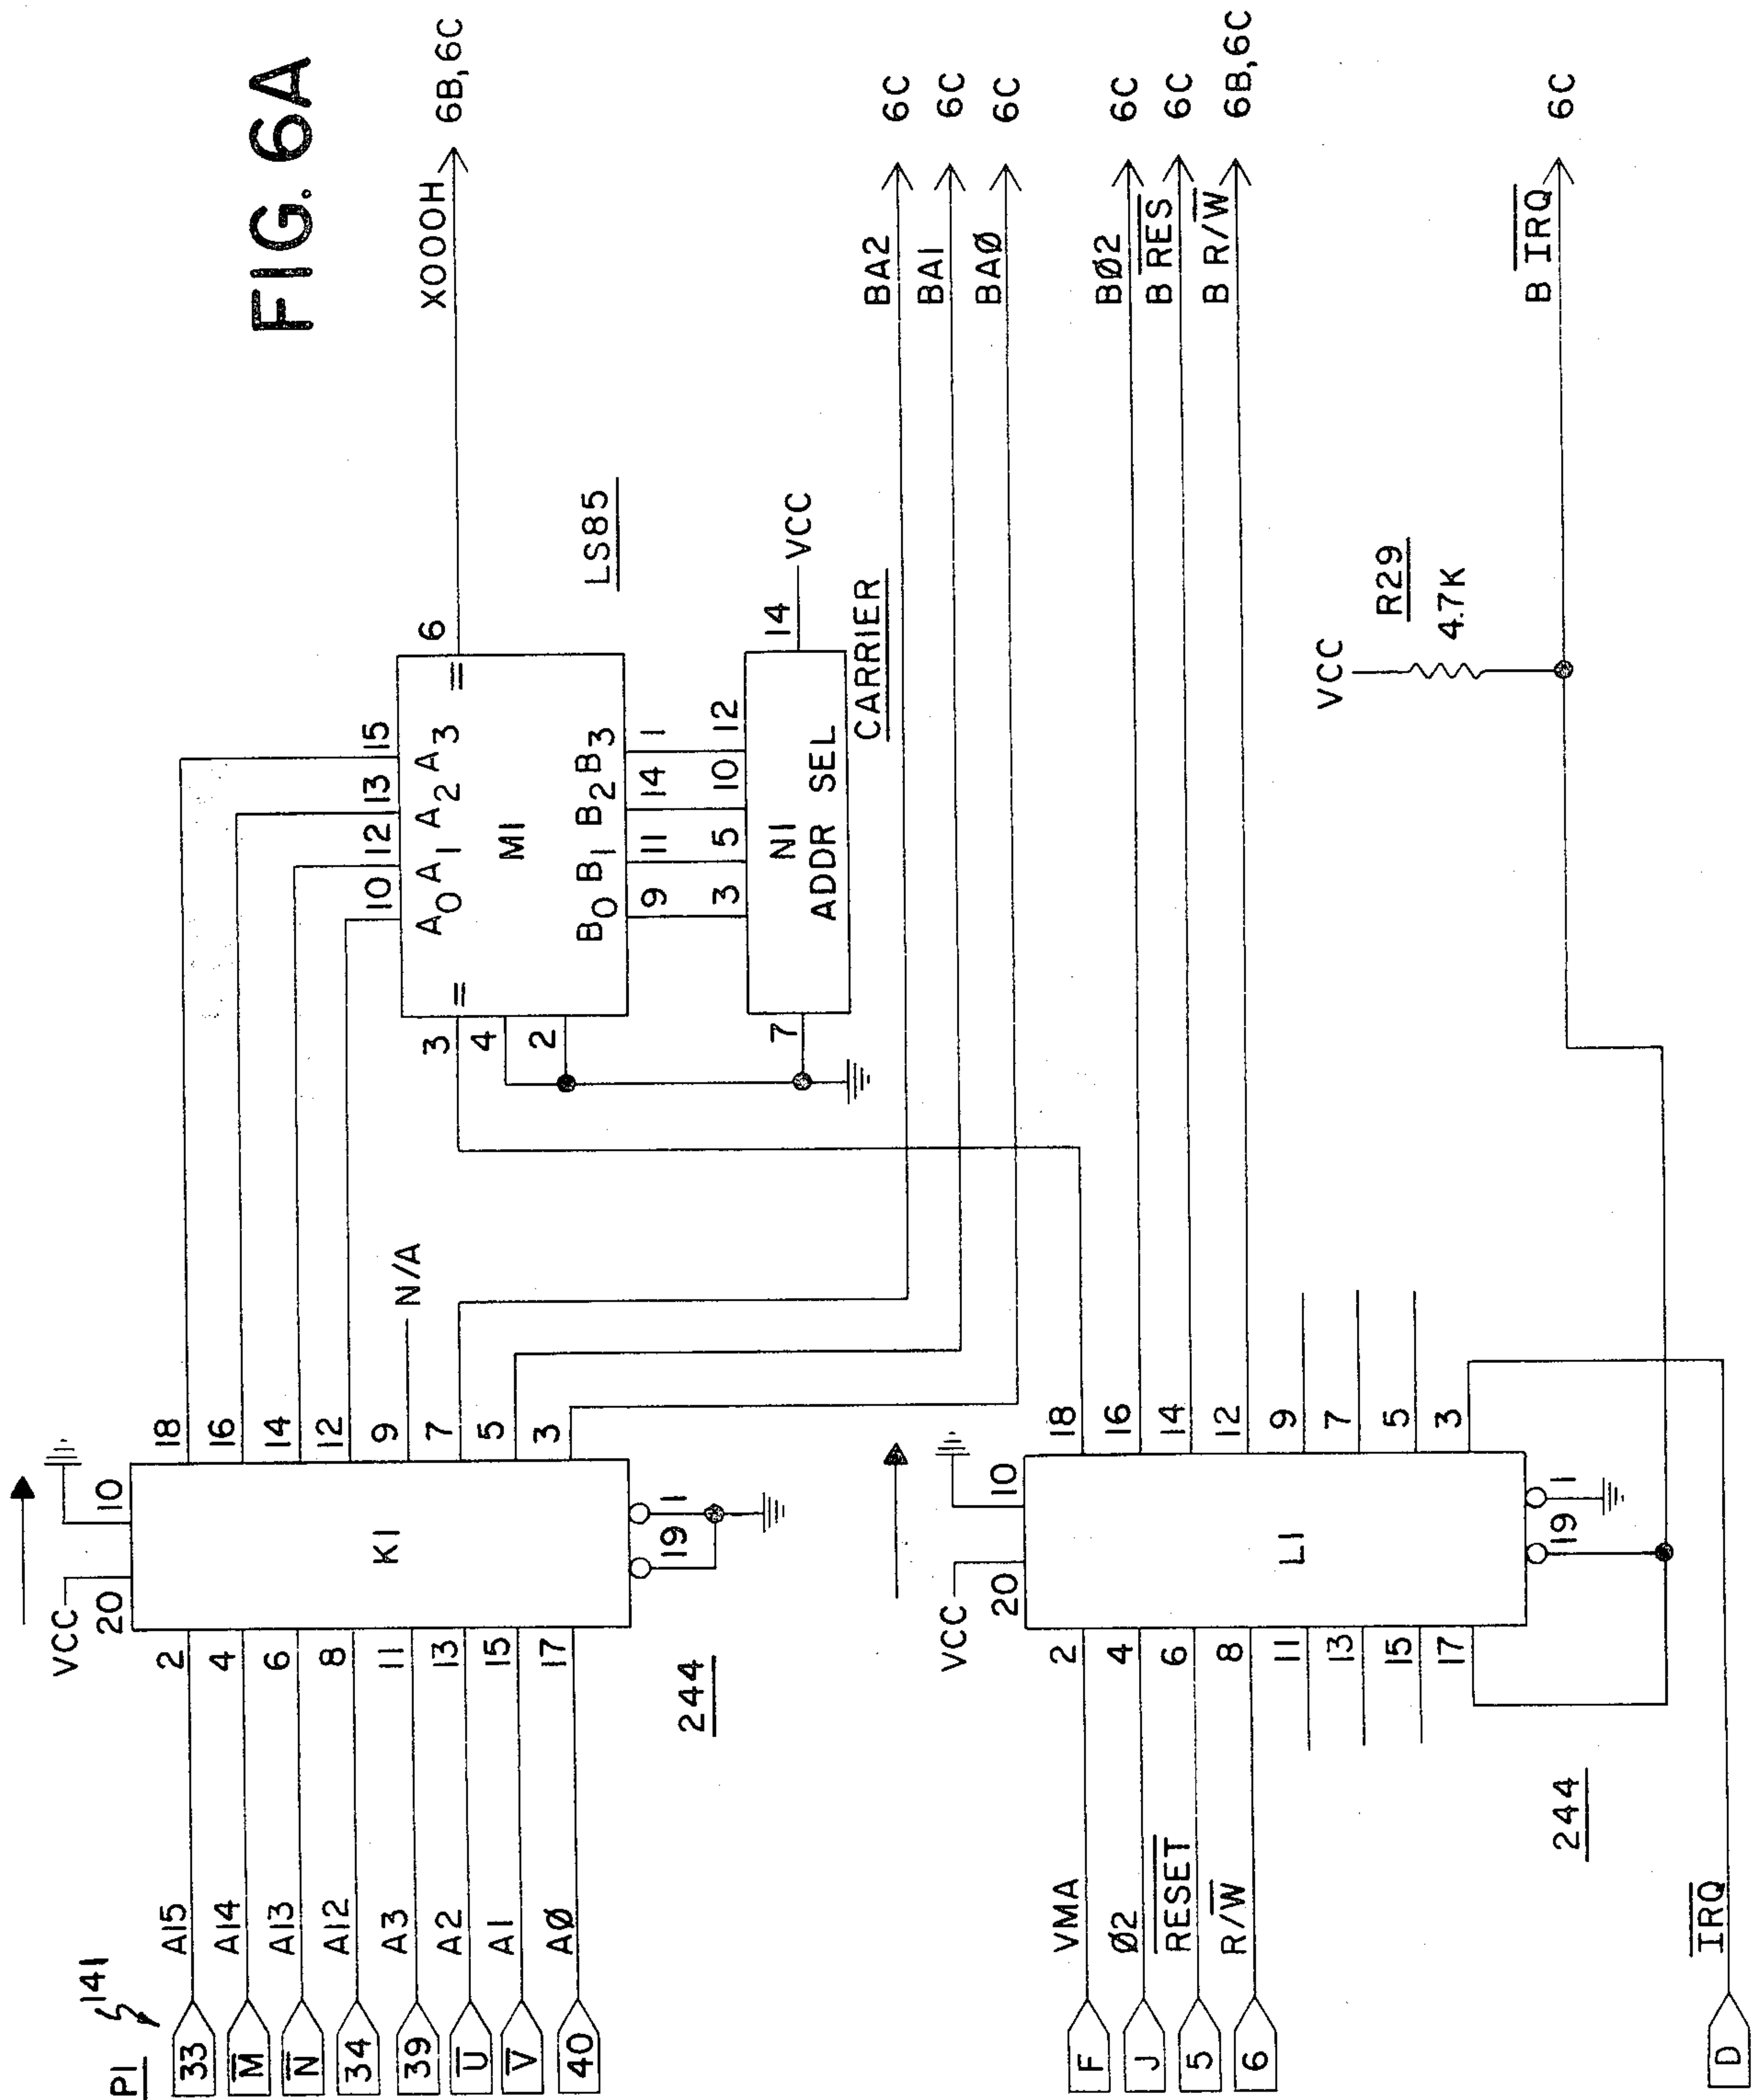 FIG. 6A
P1
141
33 A15 2
M̅ A14 4
N̅ A13 6
34 A12 8
39 A3 11
U̅ A2 13
V̅ A1 15
40 AØ 17
VCC
20
10
K1
19 1
244
18
16
14
12
9 N/A
7
5
3
10 12 13 15
A0 A1 A2 A3
3 =
4
2
M1
= 6
X000H 6B,6C
B0 B1 B2 B3
9 11 14 1
LS85
3 5 10 12
7
N1
ADDR SEL
14 VCC
CARRIER
BA2 6C
BA1 6C
BAØ 6C
F VMA 2
J Ø2 4
5 R̅E̅S̅E̅T̅ 6
6 R/W̅ 8
11
13
15
17
VCC
20
10
L1
19 1
244
18
16
14
12
9
7
5
3
BØ2 6C
B R̅E̅S̅ 6C
B R/W̅ 6B,6C
VCC
R29
4.7K
B I̅R̅Q̅ 6C
D I̅R̅Q̅